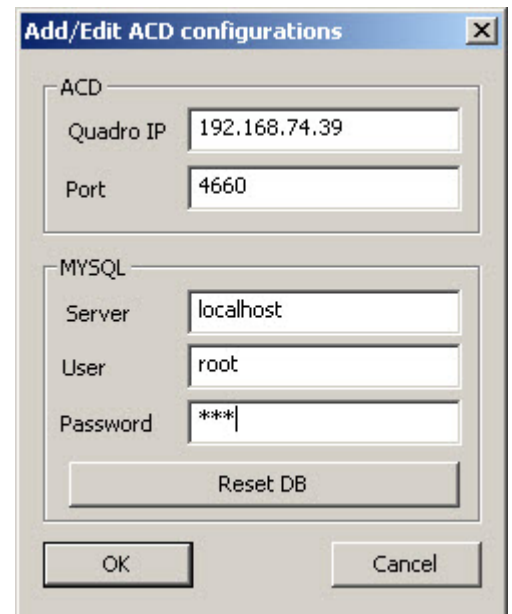 Add/Edit ACD configurations
ACD
Quadro IP 192.168.74.39
Port 4660
MYSQL
Server localhost
User root
Password ***
Reset DB
OK Cancel